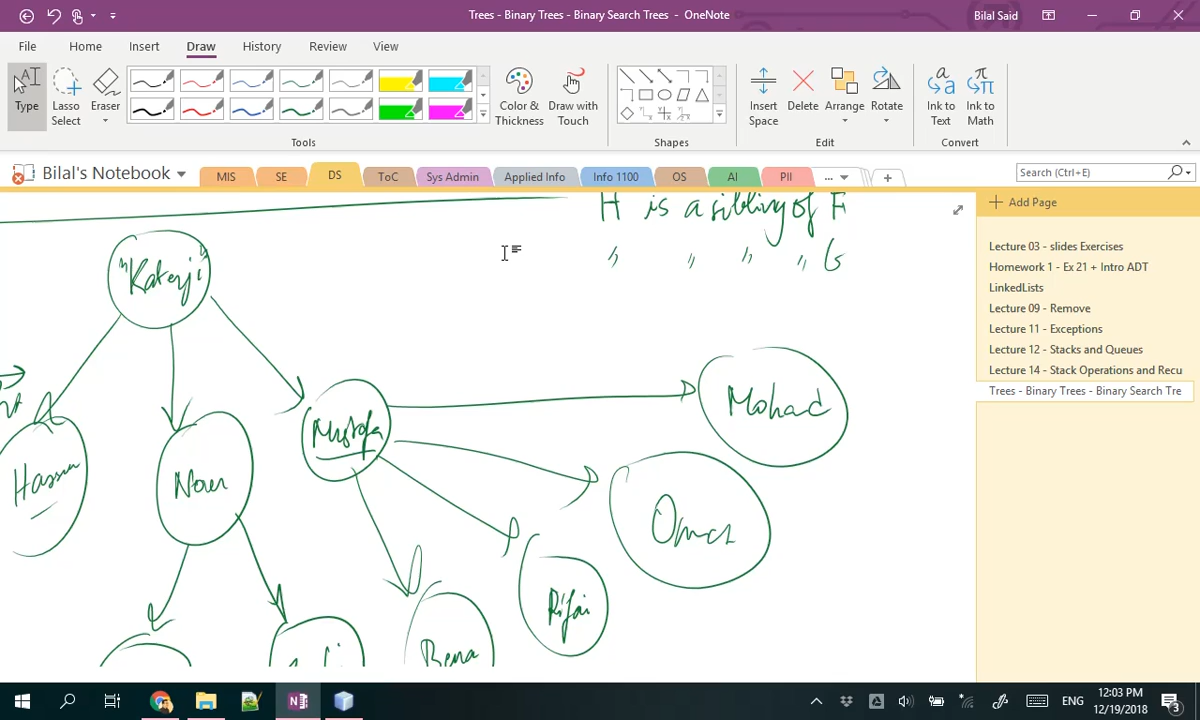 Trees - Binary Trees - Binary Search Trees - OneNote
Bilal Said
File Home Insert Draw History Review View
Type
Lasso Select
Eraser
Color & Thickness
Draw with Touch
Insert Space
Delete
Arrange
Rotate
Ink to Text
Ink to Math
Tools
Shapes
Edit
Convert
Bilal's Notebook
MIS SE DS ToC Sys Admin Applied Info Info 1100 OS AI PII ...
Search (Ctrl+E)
Add Page
Lecture 03 - slides Exercises
Homework 1 - Ex 21 + Intro ADT
LinkedLists
Lecture 09 - Remove
Lecture 11 - Exceptions
Lecture 12 - Stacks and Queues
Lecture 14 - Stack Operations and Recu
Trees - Binary Trees - Binary Search Tre
H is a sibling of F
" " " " G
"Katerji"
Mohad
Mustafa
Hassan
Nour
Omar
Rifai
ENG
12:03 PM
12/19/2018
3